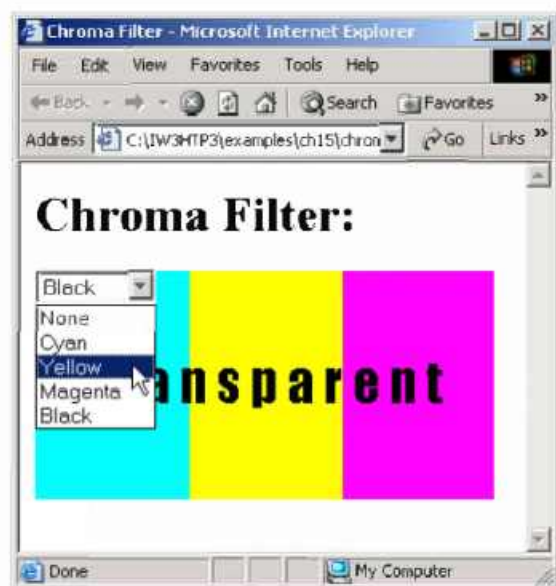 Chroma Filter - Microsoft Internet Explorer
File Edit View Favorites Tools Help
Back Search Favorites »
Address C:\IW3HTP3\examples\ch15\chron Go Links »
Chroma Filter:
Black
None
Cyan
Yellow
Magenta
Black
ansparent
Done My Computer